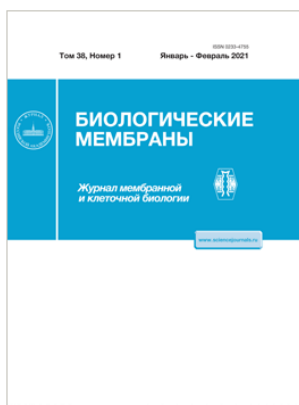 ISSN 0233-4755
Том 38, Номер 1 Январь - Февраль 2021
БИОЛОГИЧЕСКИЕ
МЕМБРАНЫ
Журнал мембранной
и клеточной биологии
www.sciencejournals.ru